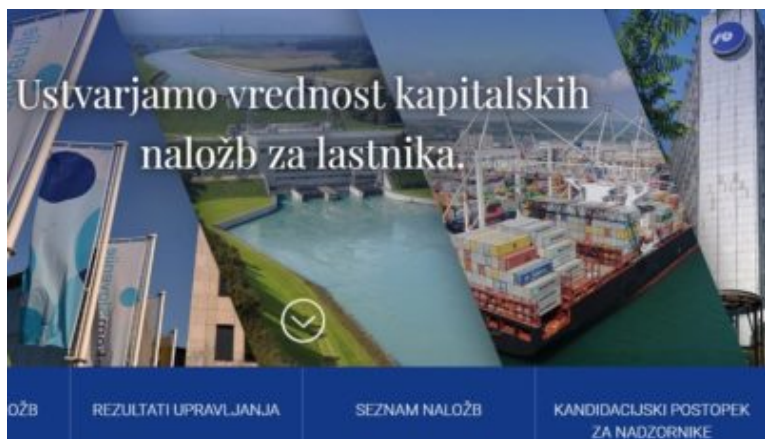 Ustvarjamo vrednost kapitalskih
naložb za lastnika.
OŽB
REZULTATI UPRAVLJANJA
SEZNAM NALOŽB
KANDIDACIJSKI POSTOPEK
ZA NADZORNIKE